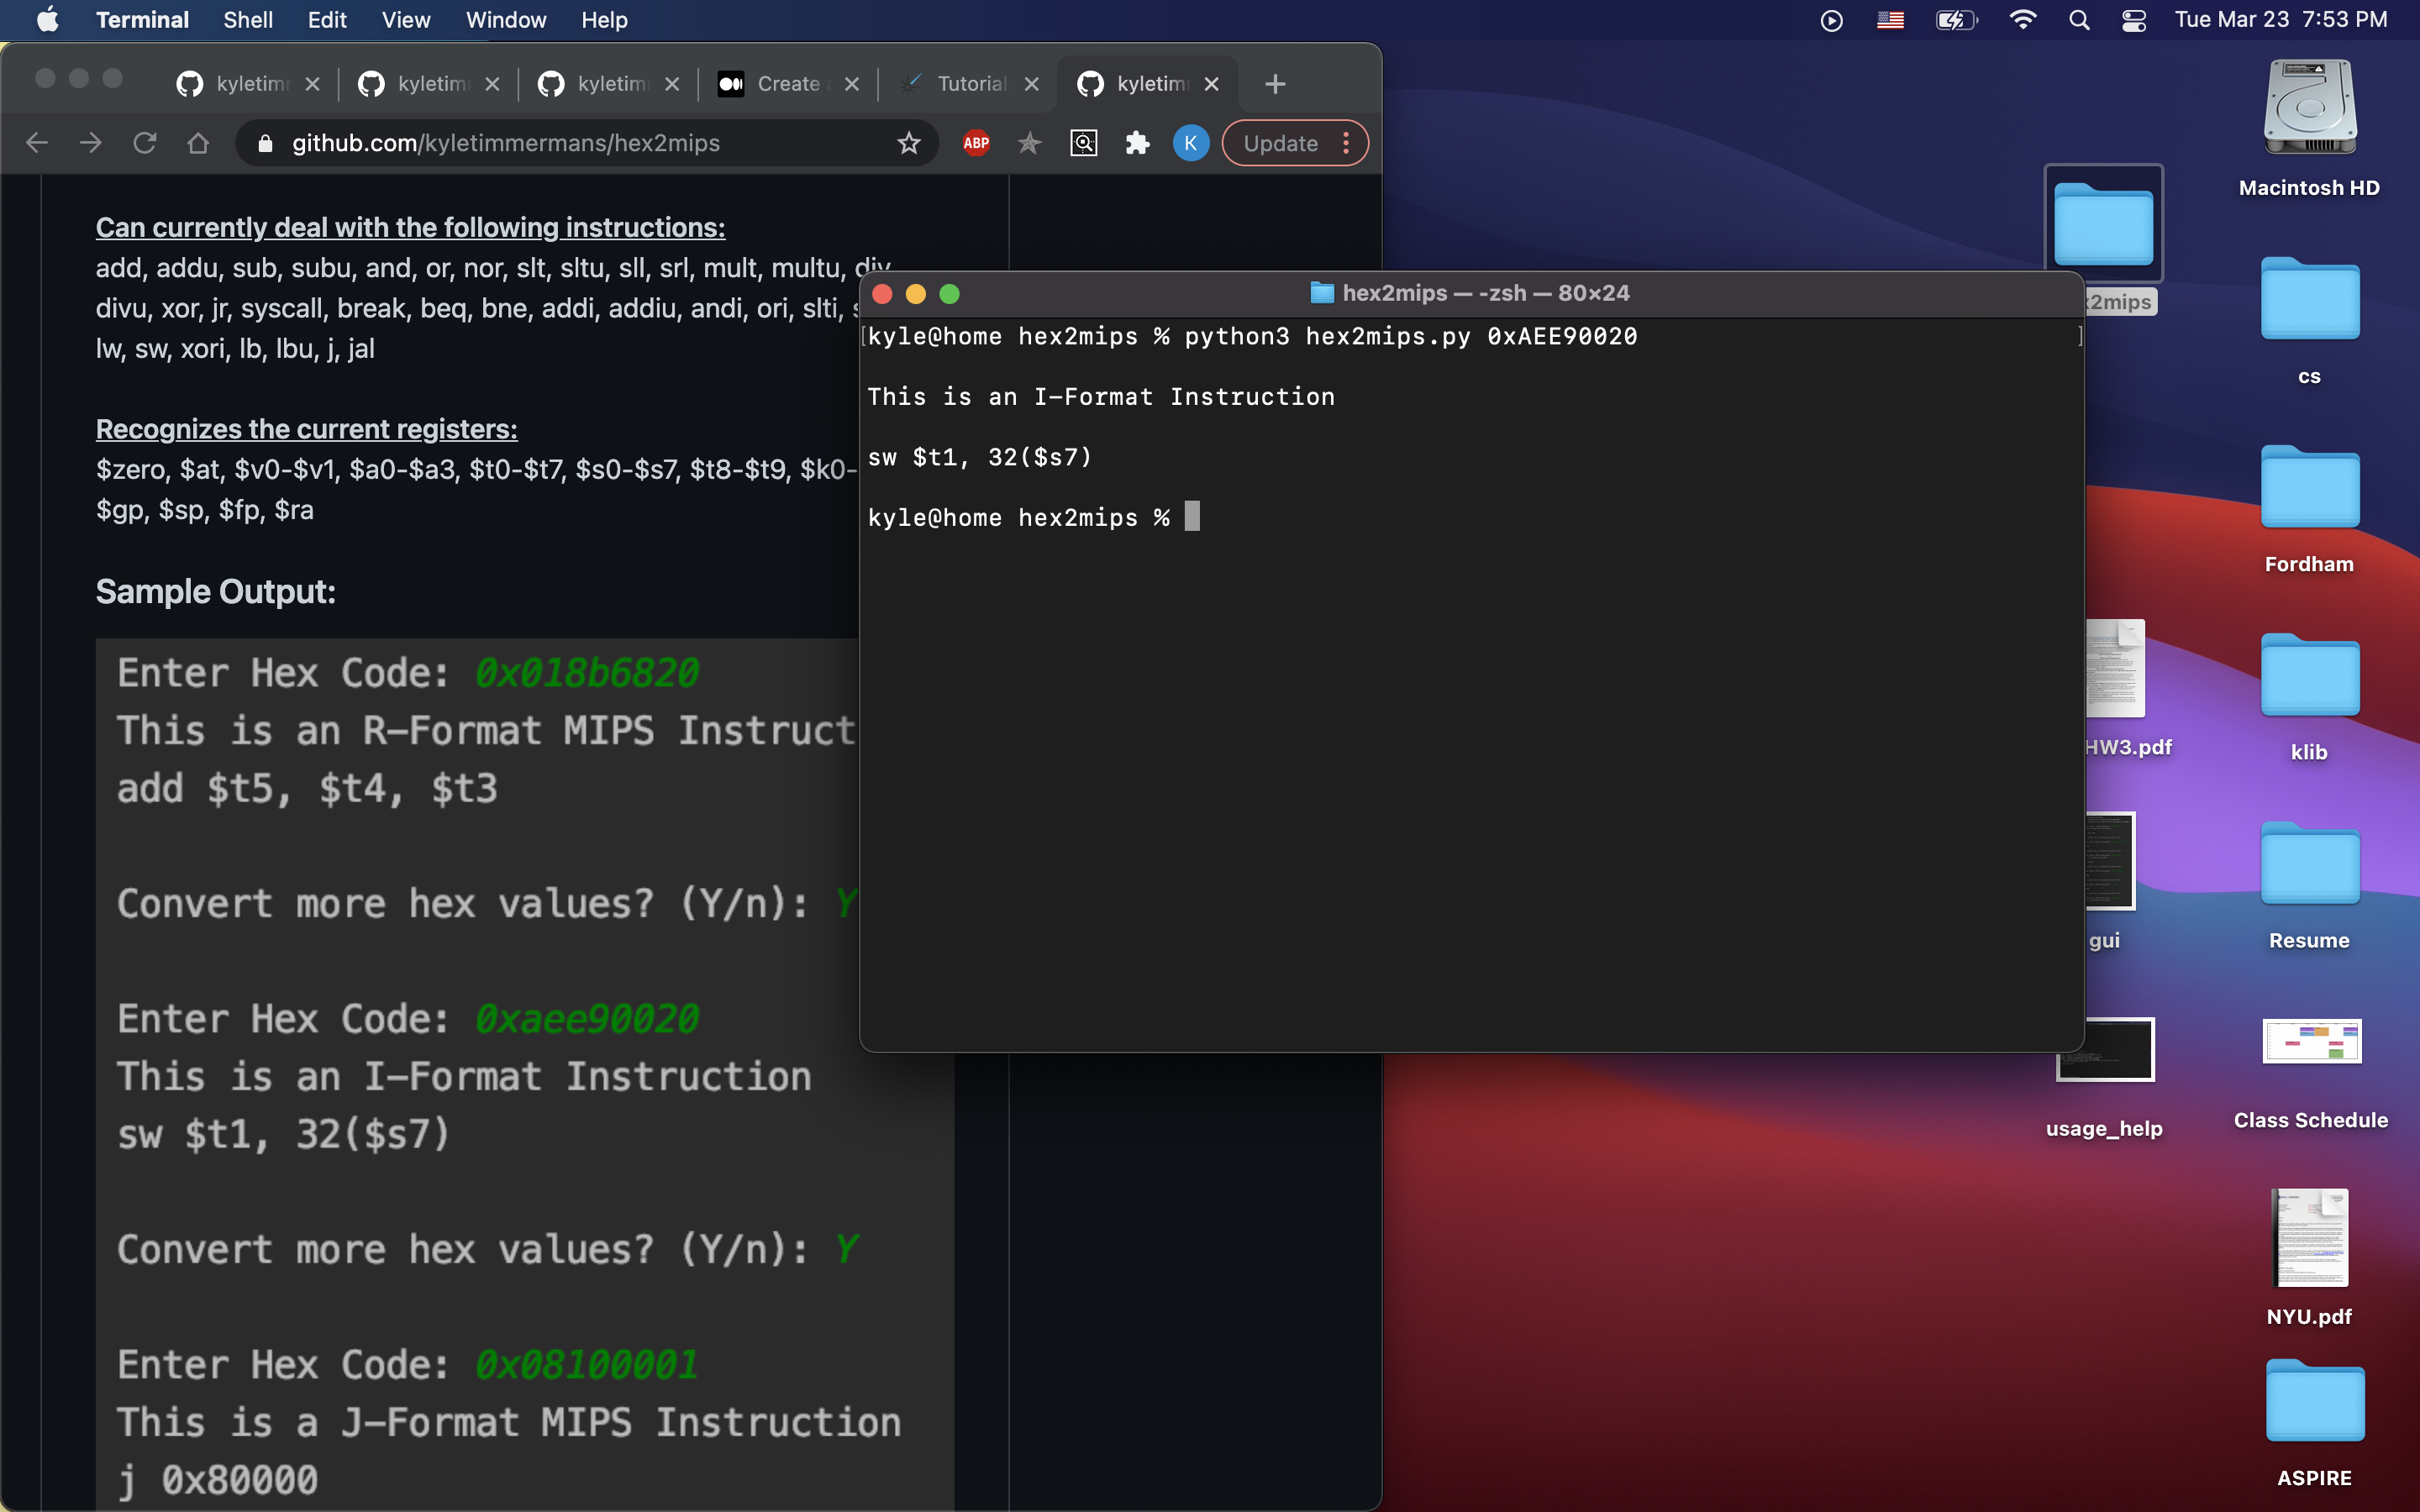 Terminal Shell Edit View Window Help
Tue Mar 23 7:53 PM
kyletim kyletim kyletim Create Tutorial kyletim
github.com/kyletimmermans/hex2mips
ABP
K
Update
Can currently deal with the following instructions:
add, addu, sub, subu, and, or, nor, slt, sltu, sll, srl, mult, multu, div
divu, xor, jr, syscall, break, beq, bne, addi, addiu, andi, ori, slti,
lw, sw, xori, lb, lbu, j, jal
Recognizes the current registers:
$zero, $at, $v0-$v1, $a0-$a3, $t0-$t7, $s0-$s7, $t8-$t9, $k0-
$gp, $sp, $fp, $ra
Sample Output:
Enter Hex Code: 0x018b6820
This is an R-Format MIPS Instruct
add $t5, $t4, $t3
Convert more hex values? (Y/n): Y
Enter Hex Code: 0xaee90020
This is an I-Format Instruction
sw $t1, 32($s7)
Convert more hex values? (Y/n): Y
Enter Hex Code: 0x08100001
This is a J-Format MIPS Instruction
j 0x80000
hex2mips — -zsh — 80×24
[kyle@home hex2mips % python3 hex2mips.py 0xAEE90020 ]
This is an I-Format Instruction
sw $t1, 32($s7)
kyle@home hex2mips %
x2mips
HW3.pdf
gui
usage_help
Macintosh HD
cs
Fordham
klib
Resume
Class Schedule
NYU.pdf
ASPIRE